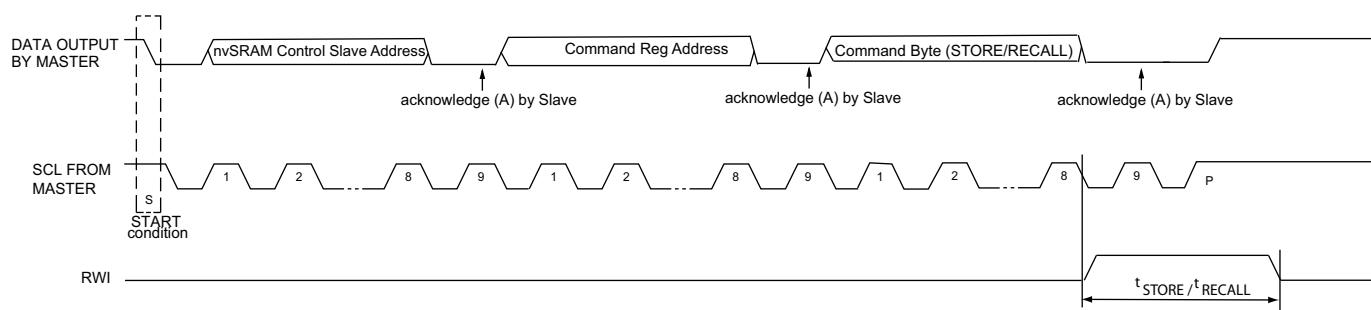 DATA OUTPUT
BY MASTER
nvSRAM Control Slave Address
Command Reg Address
Command Byte (STORE/RECALL)
acknowledge (A) by Slave
acknowledge (A) by Slave
acknowledge (A) by Slave
SCL FROM
MASTER
1 2 8 9 1 2 8 9 1 2 8 9 P
S
START
condition
RWI
t STORE / t RECALL